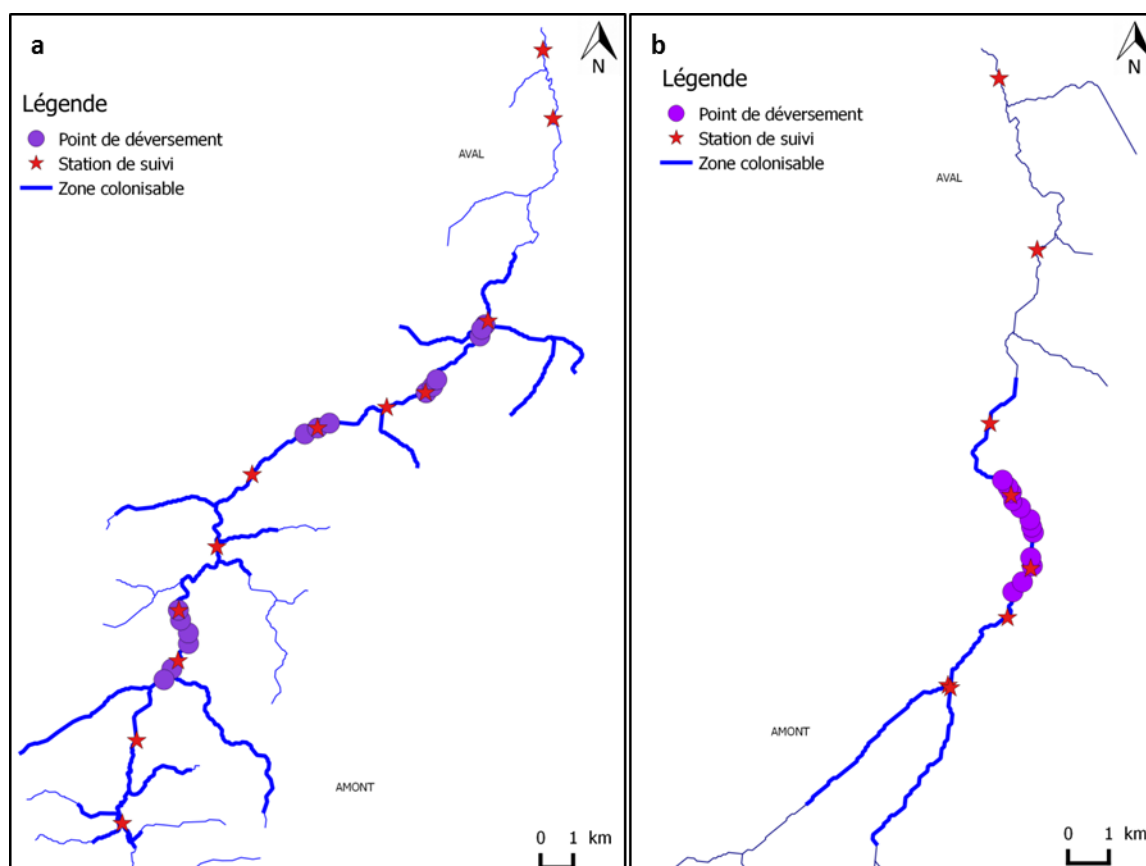 a
N
Légende
Point de déversement
Station de suivi
Zone colonisable
AVAL
AMONT
0 1 km
b
N
Légende
Point de déversement
Station de suivi
Zone colonisable
AVAL
AMONT
0 1 km